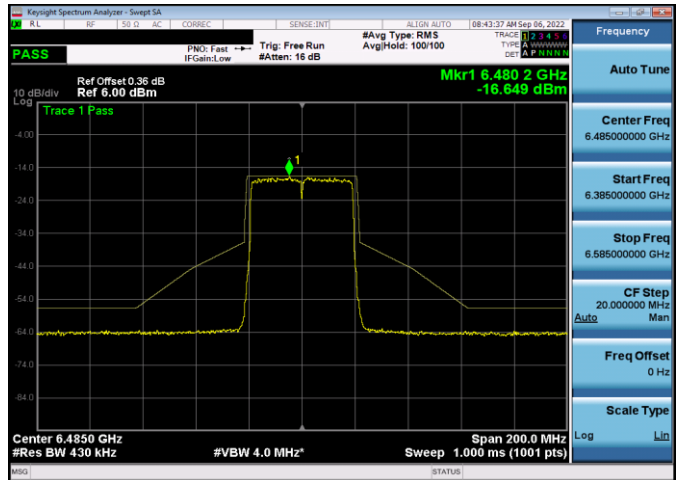 Keysight Spectrum Analyzer - Swept SA
RL RF 50 Ω AC CORREC SENSE:INT ALIGN AUTO 08:43:37 AM Sep 06, 2022
PASS
PNO: Fast
IFGain:Low
Trig: Free Run
#Atten: 16 dB
#Avg Type: RMS
Avg|Hold: 100/100
TRACE 1 2 3 4 5 6
TYPE A WWWWW
DET A P N N N N
Ref Offset 0.36 dB
10 dB/div Ref 6.00 dBm
Log
Mkr1 6.480 2 GHz
-16.649 dBm
Trace 1 Pass
1
-4.00
-14.0
-24.0
-34.0
-44.0
-54.0
-64.0
-74.0
-84.0
Center 6.4850 GHz Span 200.0 MHz
#Res BW 430 kHz #VBW 4.0 MHz* Sweep 1.000 ms (1001 pts)
MSG STATUS
Frequency
Auto Tune
Center Freq
6.485000000 GHz
Start Freq
6.385000000 GHz
Stop Freq
6.585000000 GHz
CF Step
20.000000 MHz
Auto Man
Freq Offset
0 Hz
Scale Type
Log Lin